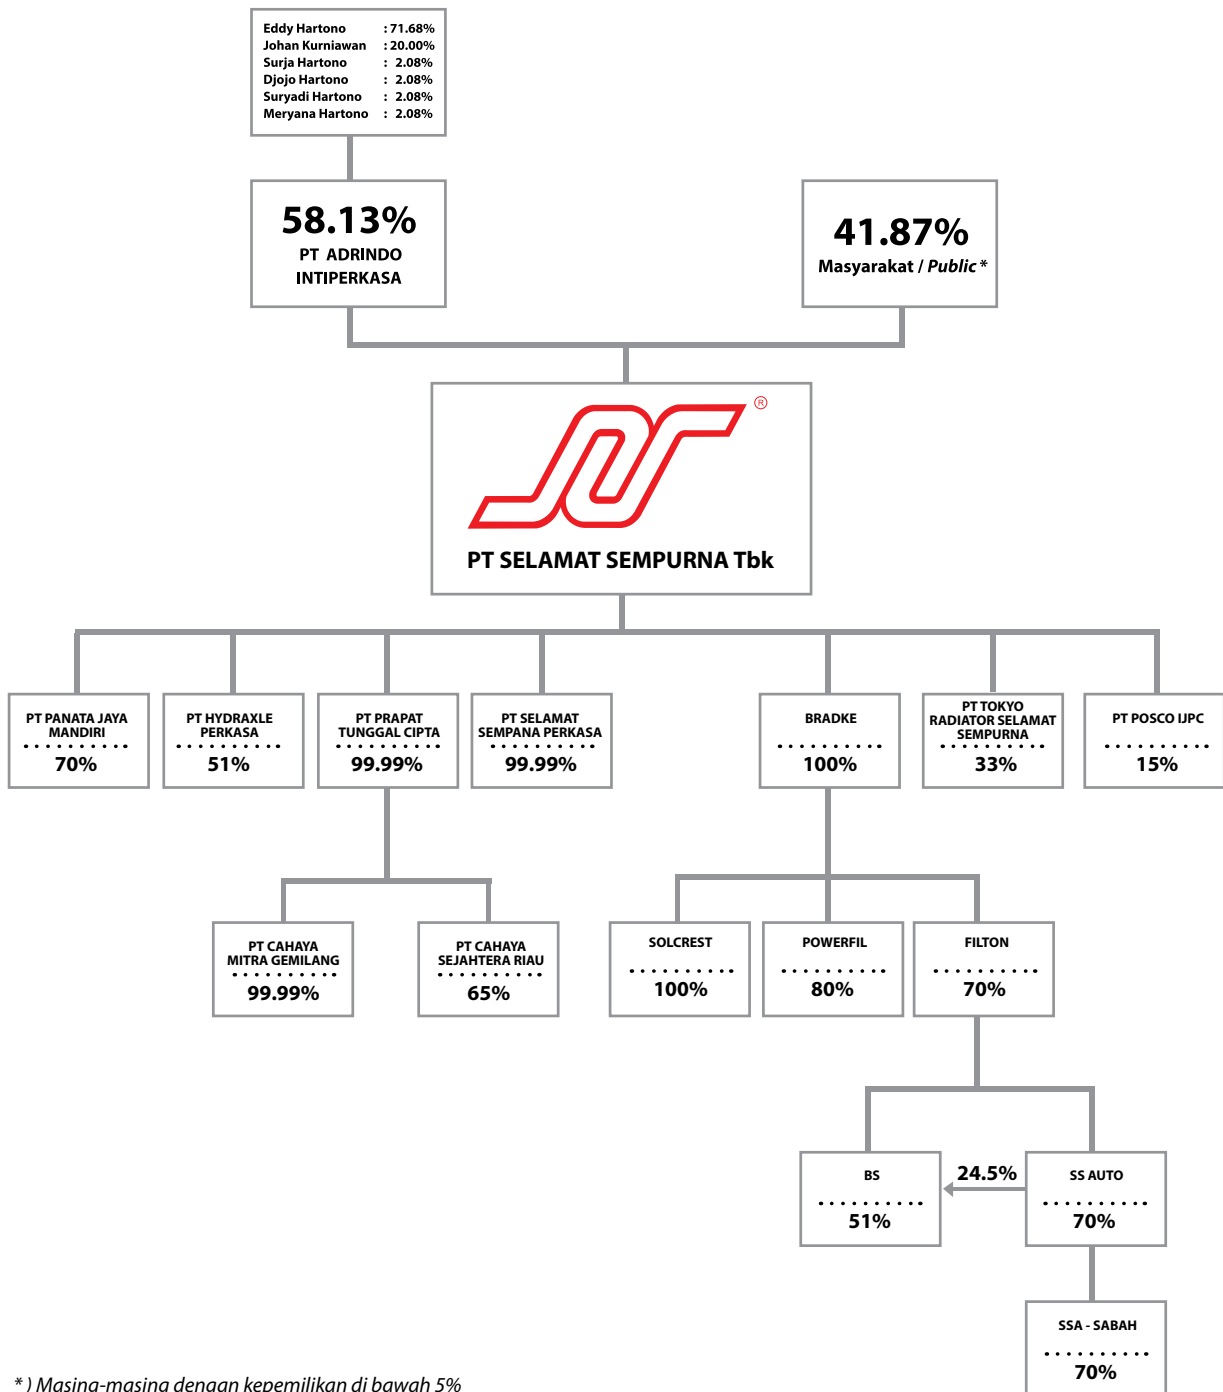 Eddy Hartono : 71.68%
Johan Kurniawan : 20.00%
Surja Hartono : 2.08%
Djojo Hartono : 2.08%
Suryadi Hartono : 2.08%
Meryana Hartono : 2.08%
58.13%
PT ADRINDO
INTIPERKASA
41.87%
Masyarakat / Public *
®
PT SELAMAT SEMPURNA Tbk
PT PANATA JAYA
MANDIRI
70%
PT HYDRAXLE
PERKASA
51%
PT PRAPAT
TUNGGAL CIPTA
99.99%
PT SELAMAT
SEMPANA PERKASA
99.99%
BRADKE
100%
PT TOKYO
RADIATOR SELAMAT
SEMPURNA
33%
PT POSCO IJPC
15%
PT CAHAYA
MITRA GEMILANG
99.99%
PT CAHAYA
SEJAHTERA RIAU
65%
SOLCREST
100%
POWERFIL
80%
FILTON
70%
BS
51%
24.5%
SS AUTO
70%
SSA - SABAH
70%
* ) Masing-masing dengan kepemilikan di bawah 5%